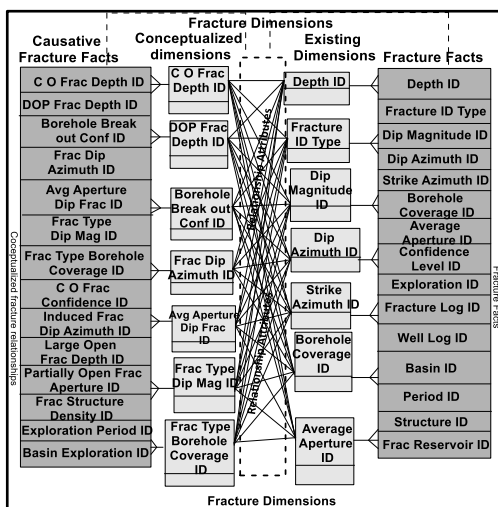 Fracture Dimensions
Causative
Fracture Facts
Conceptualized
dimensions
Existing
Dimensions
Fracture Facts
C O Frac Depth ID
DOP Frac Depth ID
Borehole Break
out Conf ID
Frac Dip
Azimuth ID
Avg Aperture
Dip Frac ID
Frac Type
Dip Mag ID
Frac Type Borehole
Coverage ID
C O Frac
Confidence ID
Induced Frac
Dip Azimuth ID
Large Open
Frac Depth ID
Partially Open Frac
Aperture ID
Frac Structure
Density ID
Exploration Period ID
Basin Exploration ID
Coceptualized fracture relationships
C O Frac
Depth ID
DOP Frac
Depth ID
Borehole
Break out
Conf ID
Frac Dip
Azimuth ID
Avg Aperture
Dip Frac
ID
Frac Type
Dip Mag ID
Frac Type
Borehole
Coverage
ID
Relationship Attributes
Relationship Attributes
Depth ID
Fracture
ID Type
Dip
Magnitude
ID
Dip
Azimuth ID
Strike
Azimuth ID
Borehole
Coverage
ID
Average
Aperture ID
Depth ID
Fracture ID Type
Dip Magnitude ID
Dip Azimuth ID
Strike Azimuth ID
Borehole
Coverage ID
Average
Aperture ID
Confidence
Level ID
Exploration ID
Fracture Log ID
Well Log ID
Basin ID
Period ID
Structure ID
Frac Reservoir ID
Fracture Facts
Fracture Dimensions